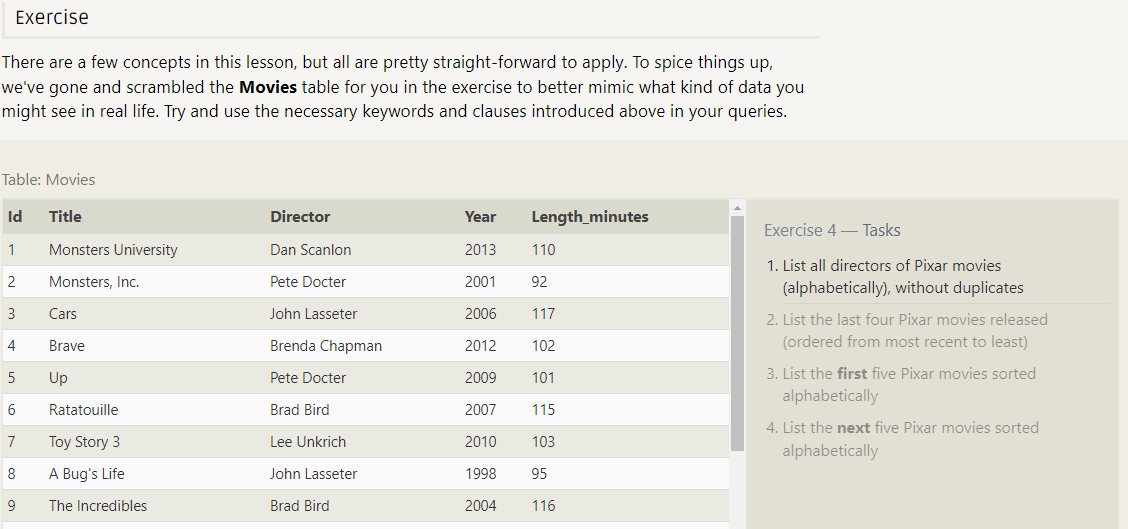 Exercise
There are a few concepts in this lesson, but all are pretty straight-forward to apply. To spice things up,
we've gone and scrambled the Movies table for you in the exercise to better mimic what kind of data you
might see in real life. Try and use the necessary keywords and clauses introduced above in your queries.
Table: Movies
Id Title Director Year Length_minutes
1 Monsters University Dan Scanlon 2013 110
2 Monsters, Inc. Pete Docter 2001 92
3 Cars John Lasseter 2006 117
4 Brave Brenda Chapman 2012 102
5 Up Pete Docter 2009 101
6 Ratatouille Brad Bird 2007 115
7 Toy Story 3 Lee Unkrich 2010 103
8 A Bug's Life John Lasseter 1998 95
9 The Incredibles Brad Bird 2004 116
Exercise 4 — Tasks
1. List all directors of Pixar movies
(alphabetically), without duplicates
2. List the last four Pixar movies released
(ordered from most recent to least)
3. List the first five Pixar movies sorted
alphabetically
4. List the next five Pixar movies sorted
alphabetically